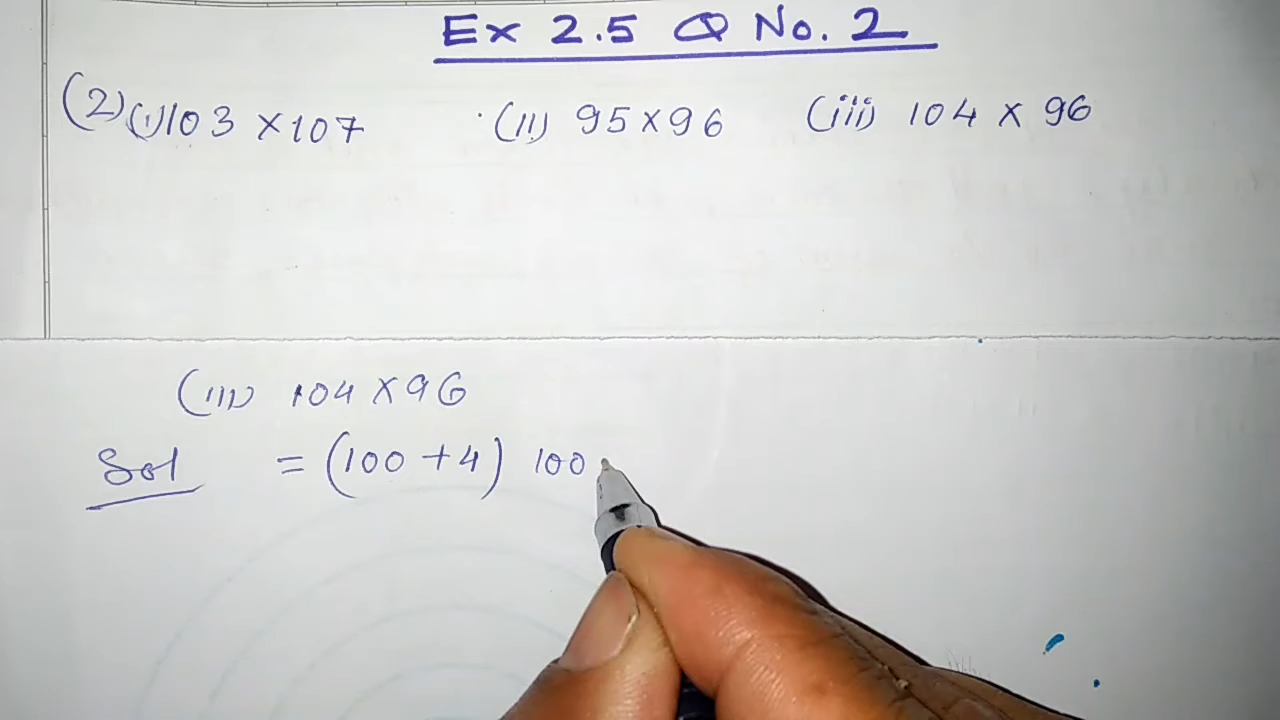 Ex 2.5 Q No. 2
(2) (i) 103 × 107 (ii) 95 × 96 (iii) 104 × 96
(iii) 104 × 96
Sol = (100 + 4) 100